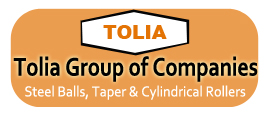 TOLIA
Tolia Group of Companies
Steel Balls, Taper & Cylindrical Rollers